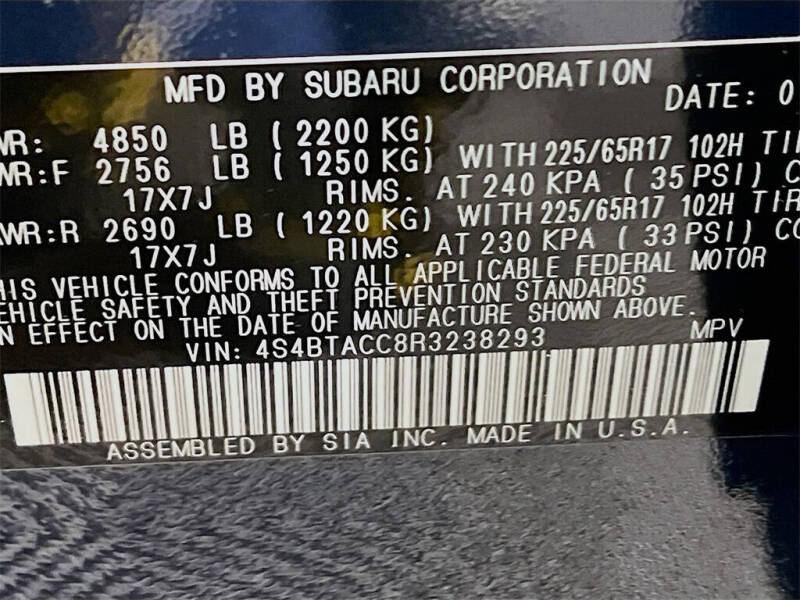 MFD BY SUBARU CORPORATION
DATE: 0
WR: 4850 LB ( 2200 KG)
WR:F 2756 LB ( 1250 KG) WITH 225/65R17 102H TIR
17X7J RIMS. AT 240 KPA ( 35 PSI) C
WR:R 2690 LB ( 1220 KG) WITH 225/65R17 102H TIR
17X7J RIMS. AT 230 KPA ( 33 PSI) CO
HIS VEHICLE CONFORMS TO ALL APPLICABLE FEDERAL MOTOR
EHICLE SAFETY AND THEFT PREVENTION STANDARDS
N EFFECT ON THE DATE OF MANUFACTURE SHOWN ABOVE.
VIN: 4S4BTACC8R3238293 MPV
ASSEMBLED BY SIA INC. MADE IN U.S.A.